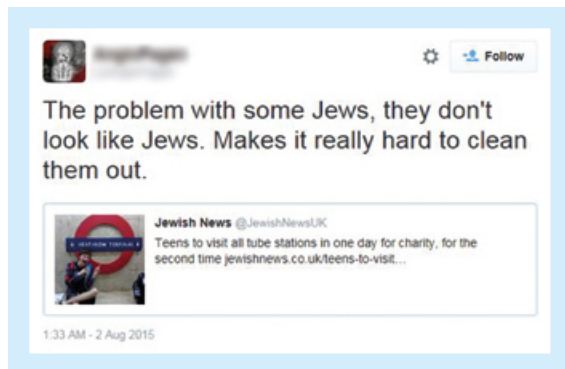 Follow
The problem with some Jews, they don't
look like Jews. Makes it really hard to clean
them out.
Jewish News @JewishNewsUK
Teens to visit all tube stations in one day for charity, for the
second time jewishnews.co.uk/teens-to-visit...
1:33 AM - 2 Aug 2015